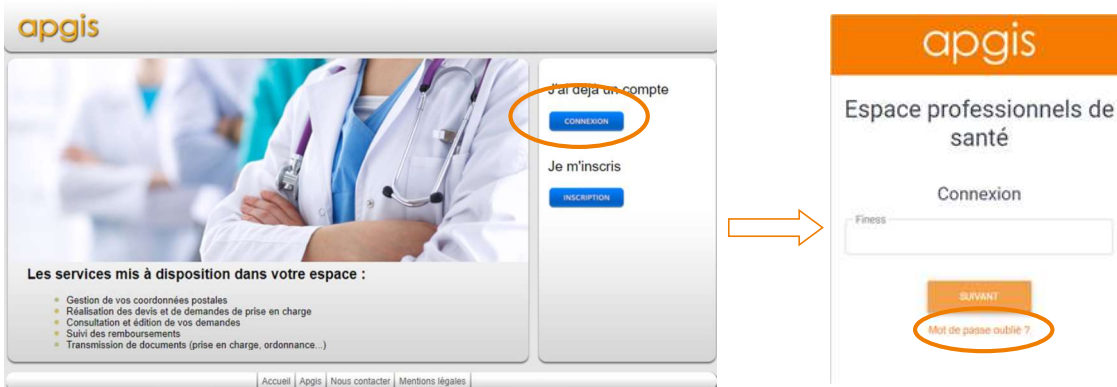 apgis
J'ai déjà un compte
CONNEXION
Je m'inscris
INSCRIPTION
Les services mis à disposition dans votre espace :
Gestion de vos coordonnées postales
Réalisation des devis et de demandes de prise en charge
Consultation et édition de vos demandes
Suivi des remboursements
Transmission de documents (prise en charge, ordonnance...)
Accueil | Apgis | Nous contacter | Mentions légales
apgis
Espace professionnels de
santé
Connexion
Finess
SUIVANT
Mot de passe oublié ?